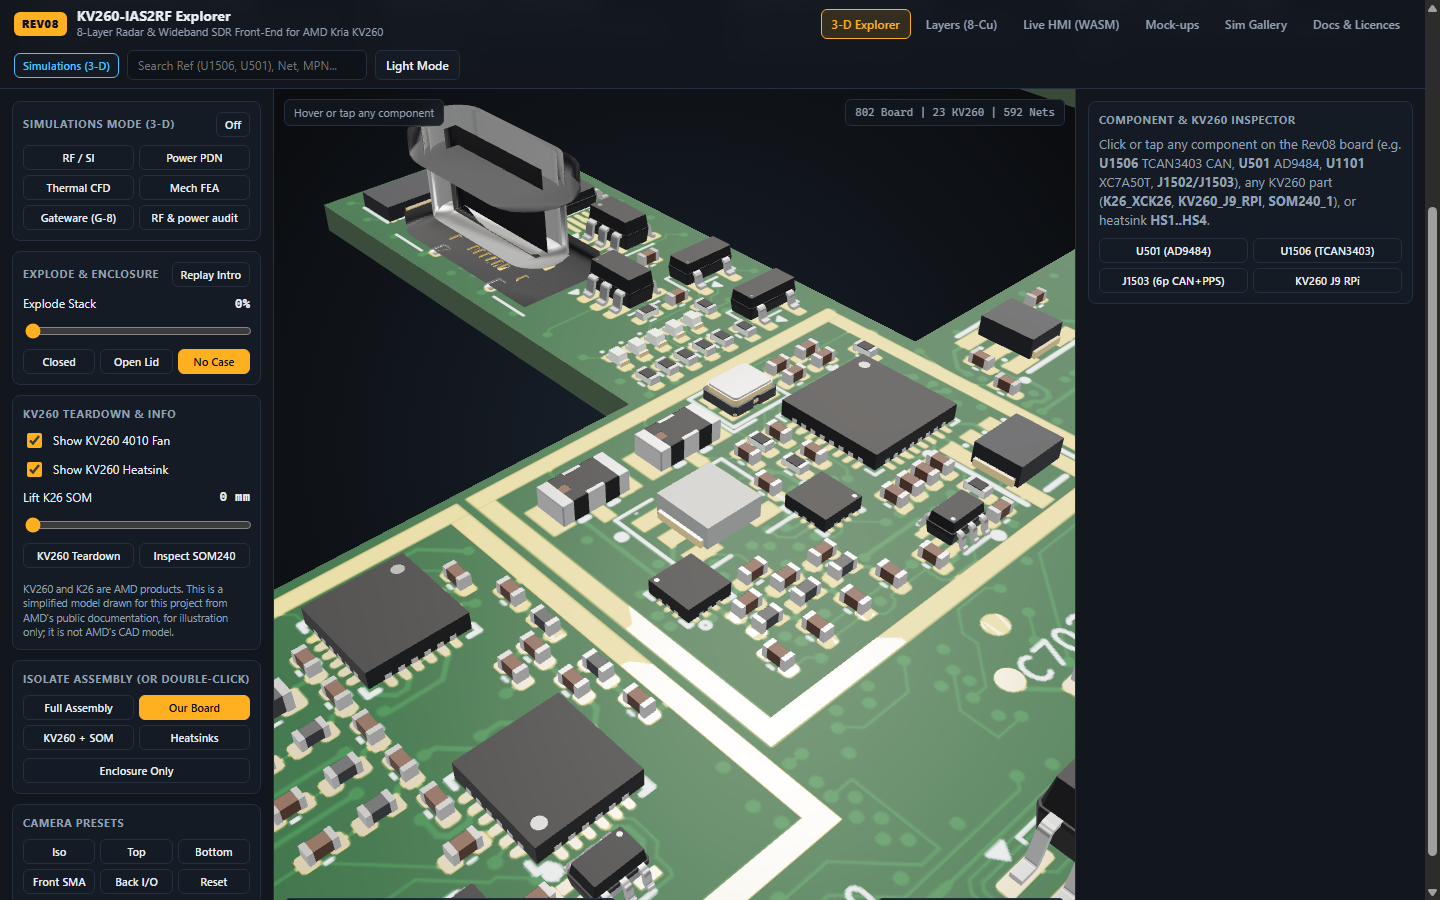 REV08
KV260-IAS2RF Explorer
8-Layer Radar & Wideband SDR Front-End for AMD Kria KV260
3-D Explorer
Layers (8-Cu)
Live HMI (WASM)
Mock-ups
Sim Gallery
Docs & Licences
Simulations (3-D)
Search Ref (U1506, U501), Net, MPN...
Light Mode
SIMULATIONS MODE (3-D)
Off
RF / SI
Power PDN
Thermal CFD
Mech FEA
Gateware (G-8)
RF & power audit
EXPLODE & ENCLOSURE
Replay Intro
Explode Stack
0%
Closed
Open Lid
No Case
KV260 TEARDOWN & INFO
Show KV260 4010 Fan
Show KV260 Heatsink
Lift K26 SOM
0 mm
KV260 Teardown
Inspect SOM240
KV260 and K26 are AMD products. This is a
simplified model drawn for this project from
AMD's public documentation, for illustration
only; it is not AMD's CAD model.
ISOLATE ASSEMBLY (OR DOUBLE-CLICK)
Full Assembly
Our Board
KV260 + SOM
Heatsinks
Enclosure Only
CAMERA PRESETS
Iso
Top
Bottom
Front SMA
Back I/O
Reset
Hover or tap any component
802 Board | 23 KV260 | 592 Nets
COMPONENT & KV260 INSPECTOR
Click or tap any component on the Rev08 board (e.g.
U1506 TCAN3403 CAN, U501 AD9484, U1101
XC7A50T, J1502/J1503), any KV260 part
(K26_XCK26, KV260_J9_RPI, SOM240_1), or
heatsink HS1..HS4.
U501 (AD9484)
U1506 (TCAN3403)
J1503 (6p CAN+PPS)
KV260 J9 RPi